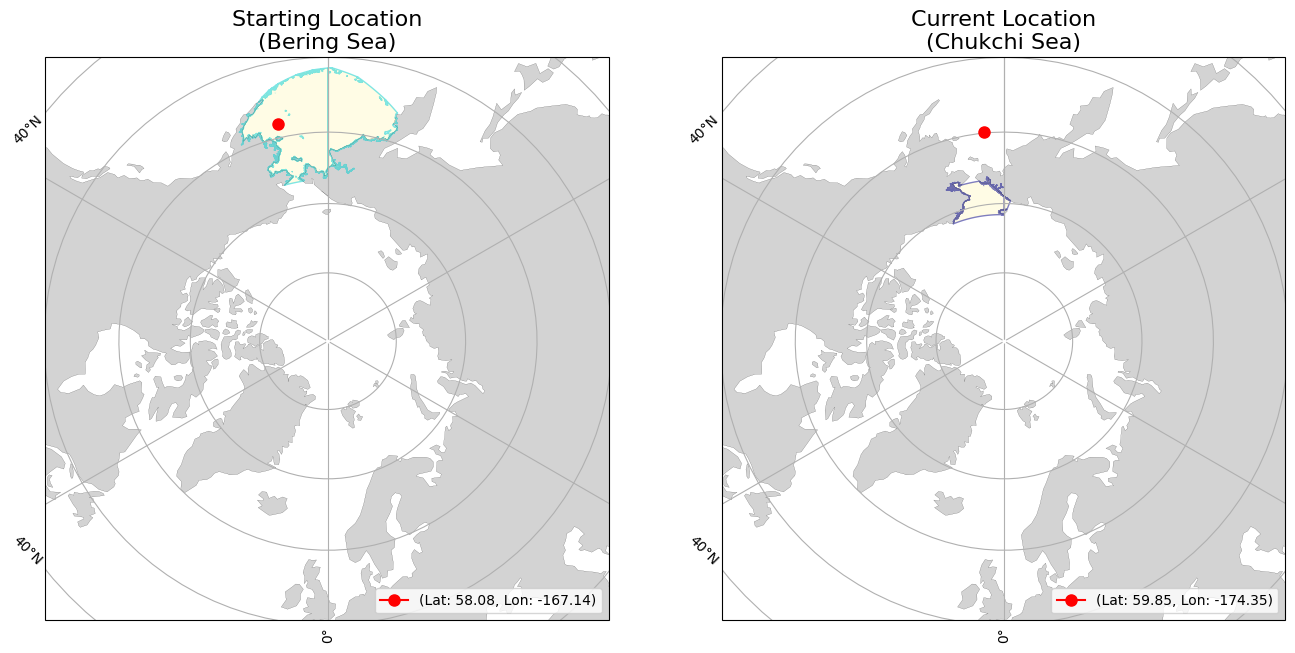 Starting Location
(Bering Sea)
40°N
40°N
0°
(Lat: 58.08, Lon: -167.14)
Current Location
(Chukchi Sea)
40°N
40°N
0°
(Lat: 59.85, Lon: -174.35)